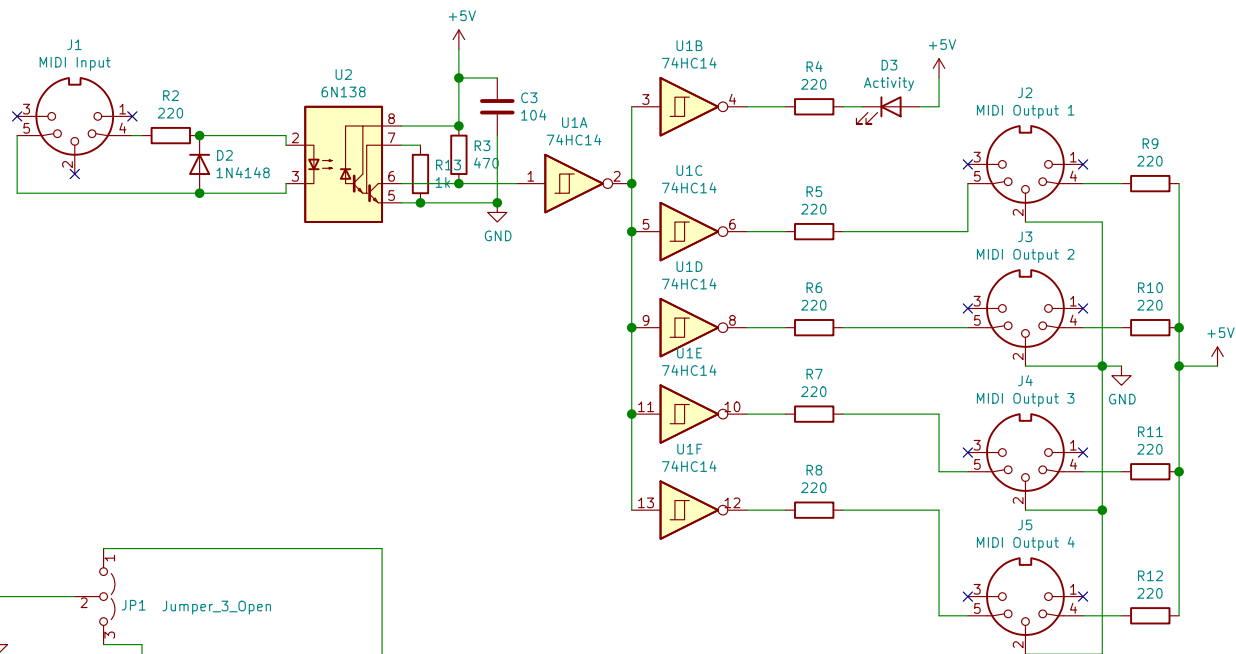 J1
MIDI Input
3
1
5
4
2
R2
220
D2
1N4148
U2
6N138
2
3
8
7
6
5
+5V
C3
104
R3
470
R13
1k
GND
U1A
74HC14
1
2
U1B
74HC14
3
4
R4
220
D3
Activity
+5V
U1C
74HC14
5
6
R5
220
U1D
74HC14
9
8
R6
220
U1E
74HC14
11
10
R7
220
U1F
74HC14
13
12
R8
220
J2
MIDI Output 1
3
1
5
4
2
R9
220
J3
MIDI Output 2
3
1
5
4
2
R10
220
+5V
GND
J4
MIDI Output 3
3
1
5
4
2
R11
220
J5
MIDI Output 4
3
1
5
4
2
R12
220
1
2
JP1
Jumper_3_Open
3